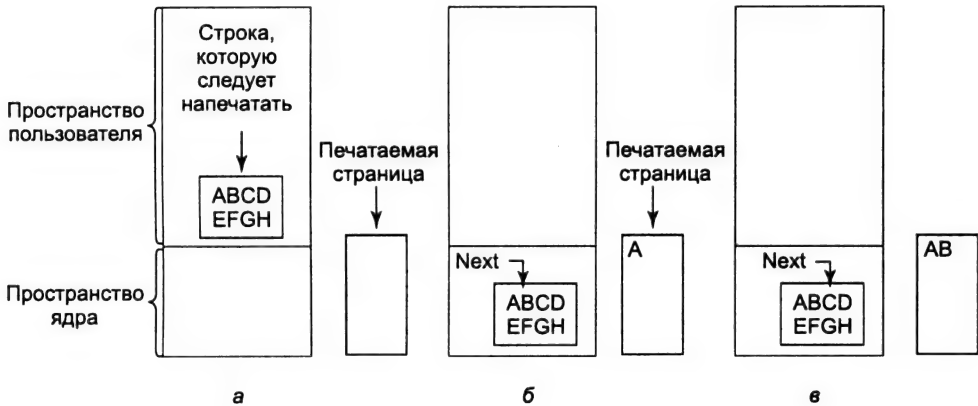 Строка,
которую
следует
напечатать
Пространство
пользователя
ABCD
EFGH
Печатаемая
страница
Пространство
ядра
Next
ABCD
EFGH
Печатаемая
страница
A
Next
ABCD
EFGH
AB
а
б
в